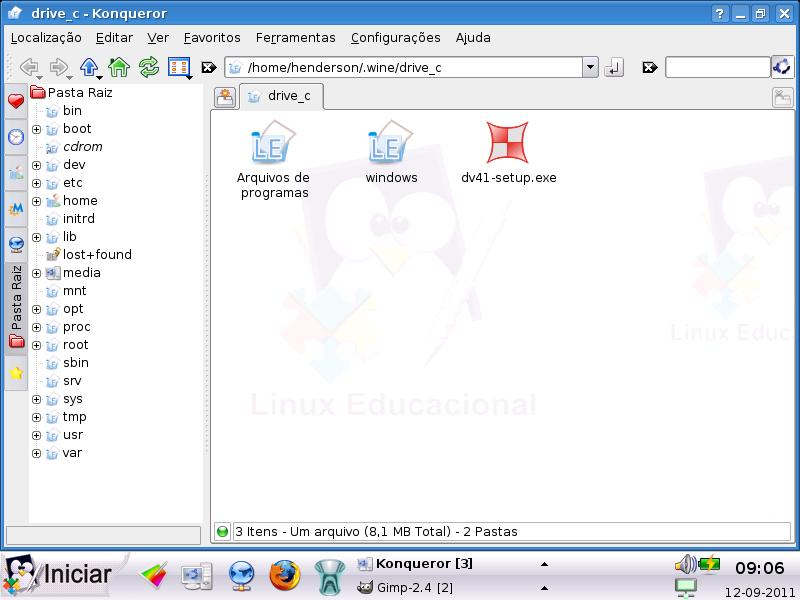 drive_c - Konqueror
Localização Editar Ver Favoritos Ferramentas Configurações Ajuda
/home/henderson/.wine/drive_c
Pasta Raiz
Pasta Raiz
bin
boot
cdrom
dev
etc
home
initrd
lib
lost+found
media
mnt
opt
proc
root
sbin
srv
sys
tmp
usr
var
drive_c
LE
Arquivos de
programas
LE
windows
dv41-setup.exe
Linux Educacional
Linux Educac
3 Itens - Um arquivo (8,1 MB Total) - 2 Pastas
Iniciar
Konqueror [3]
Gimp-2.4 [2]
09:06
12-09-2011